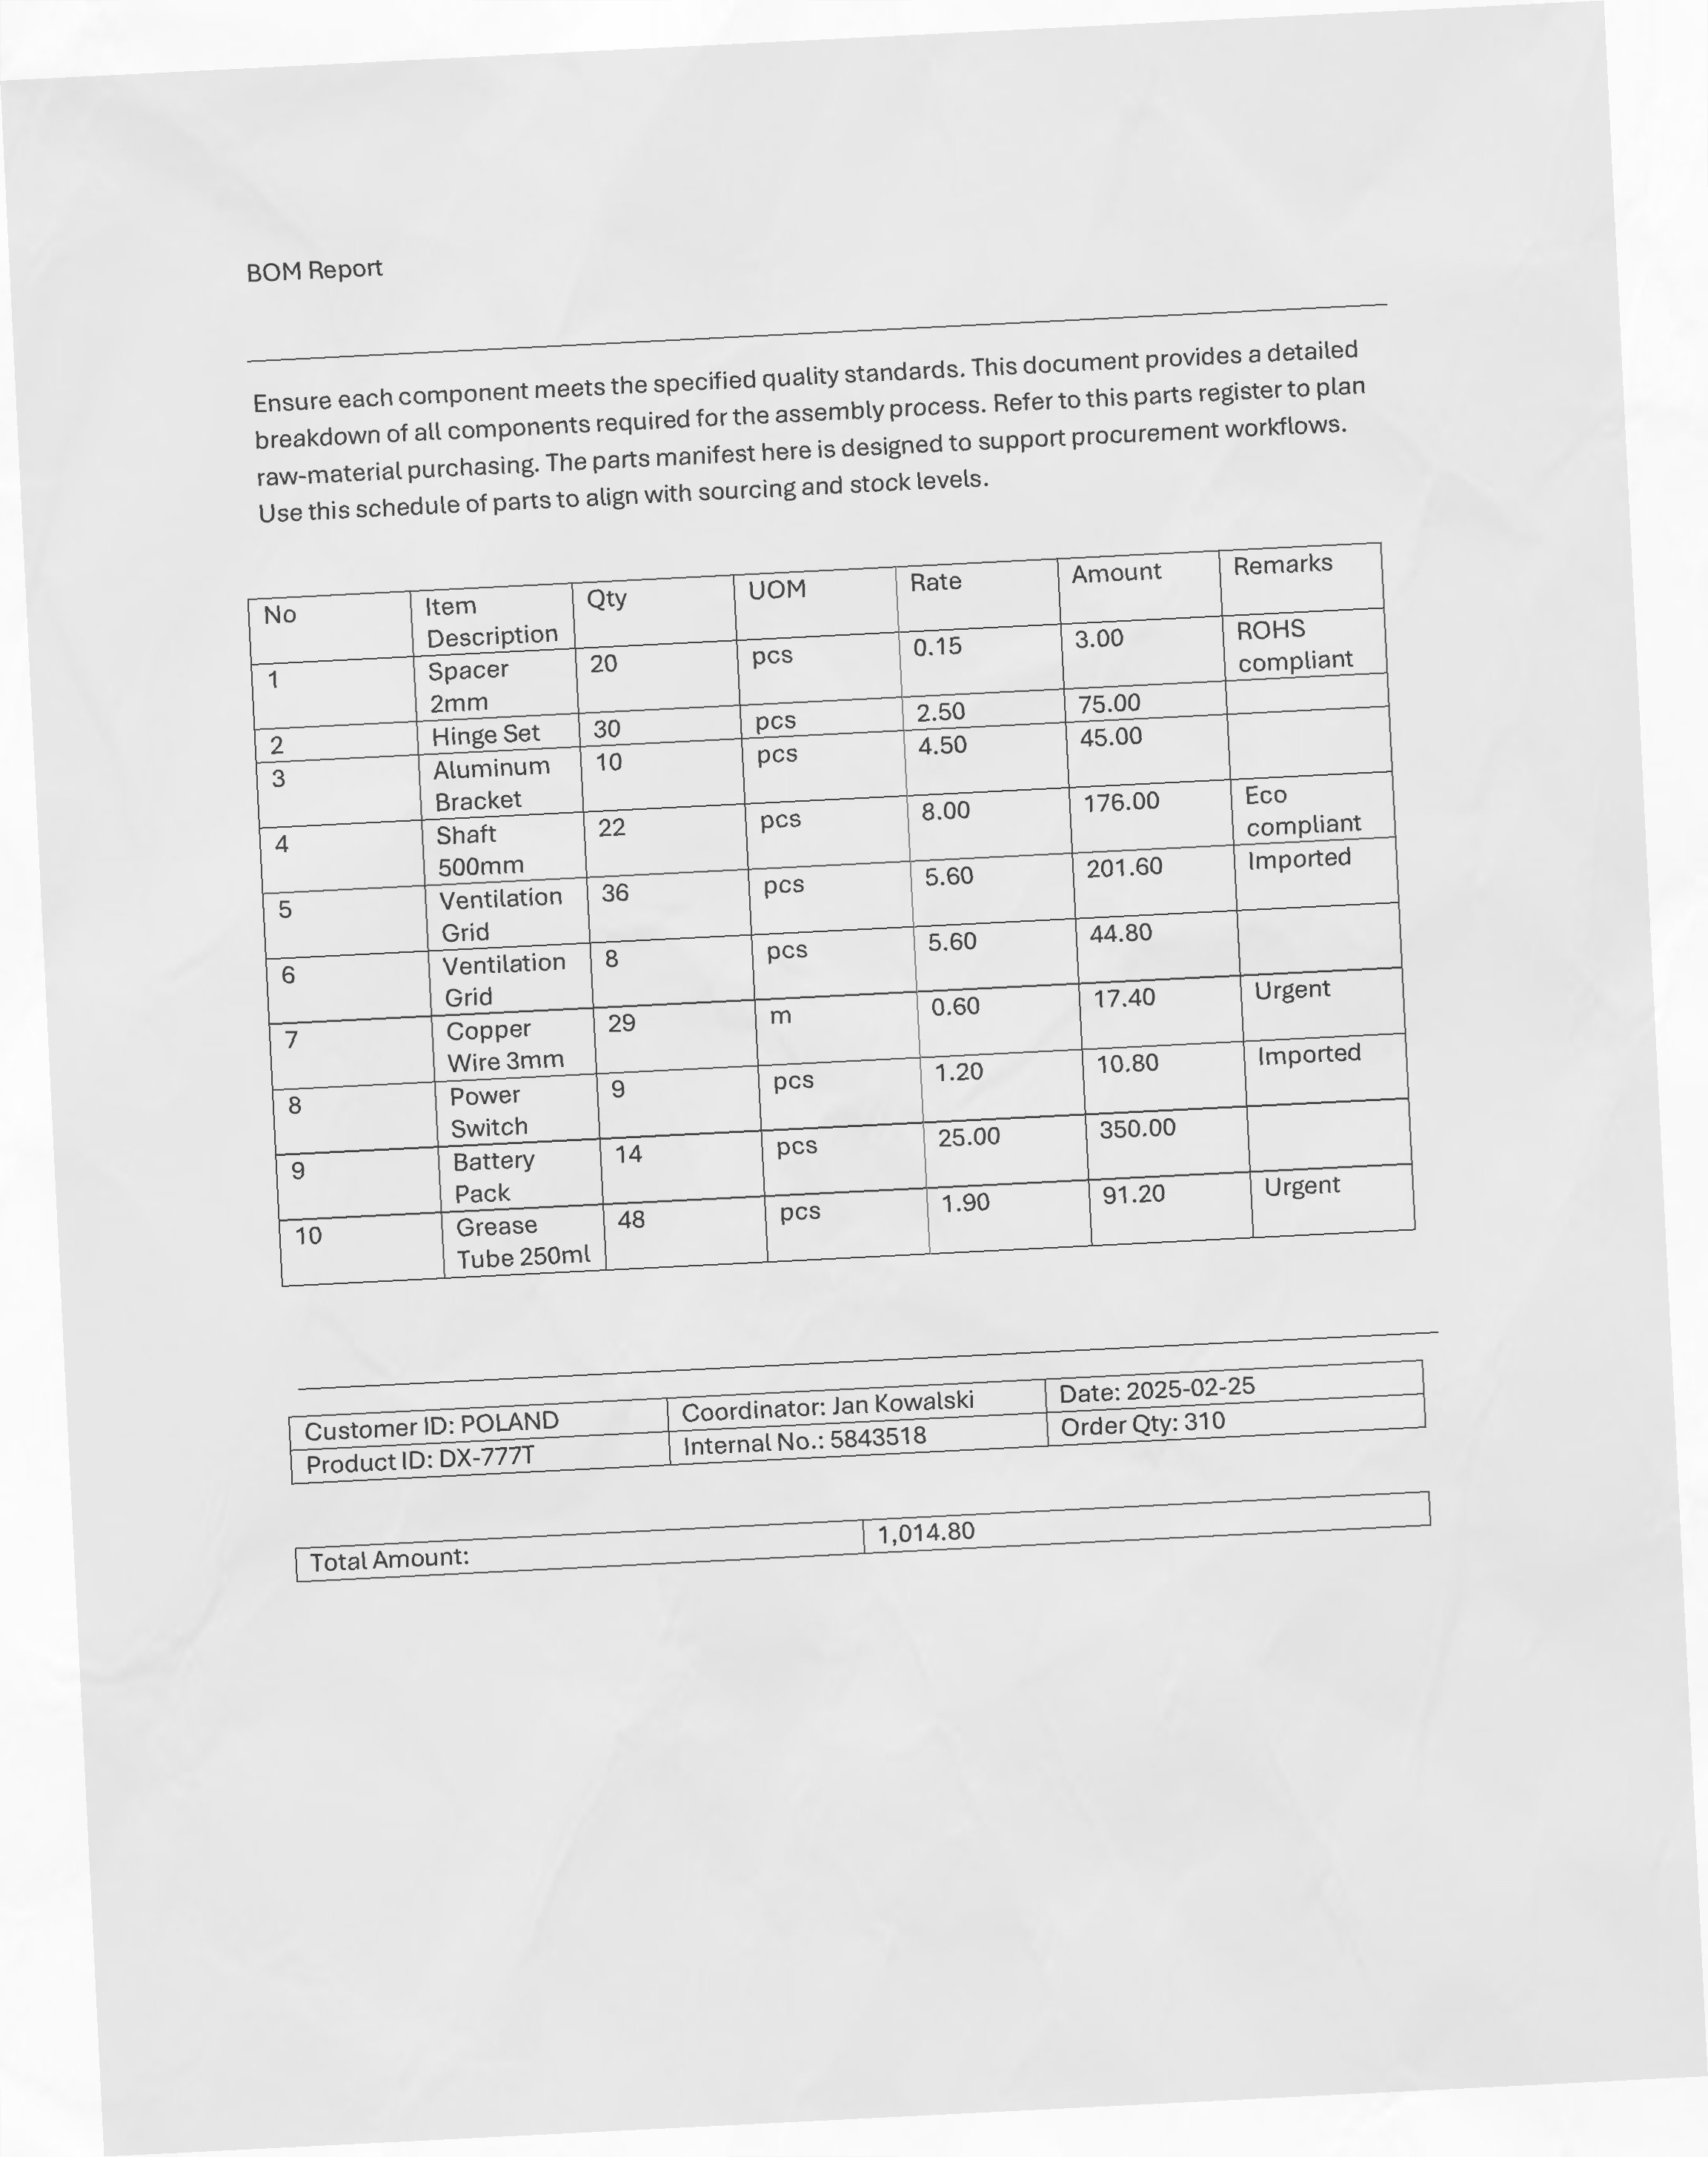 BOM Report
Ensure each component meets the specified quality standards. This document provides a detailed
breakdown of all components required for the assembly process. Refer to this parts register to plan
raw-material purchasing. The parts manifest here is designed to support procurement workflows.
Use this schedule of parts to align with sourcing and stock levels.
No Item Description Qty UOM Rate Amount Remarks
1 Spacer 2mm 20 pcs 0.15 3.00 ROHS compliant
2 Hinge Set 30 pcs 2.50 75.00
3 Aluminum Bracket 10 pcs 4.50 45.00
4 Shaft 500mm 22 pcs 8.00 176.00 Eco compliant
5 Ventilation Grid 36 pcs 5.60 201.60 Imported
6 Ventilation Grid 8 pcs 5.60 44.80
7 Copper Wire 3mm 29 m 0.60 17.40 Urgent
8 Power Switch 9 pcs 1.20 10.80 Imported
9 Battery Pack 14 pcs 25.00 350.00
10 Grease Tube 250ml 48 pcs 1.90 91.20 Urgent
Customer ID: POLAND Coordinator: Jan Kowalski Date: 2025-02-25
Product ID: DX-777T Internal No.: 5843518 Order Qty: 310
Total Amount: 1,014.80